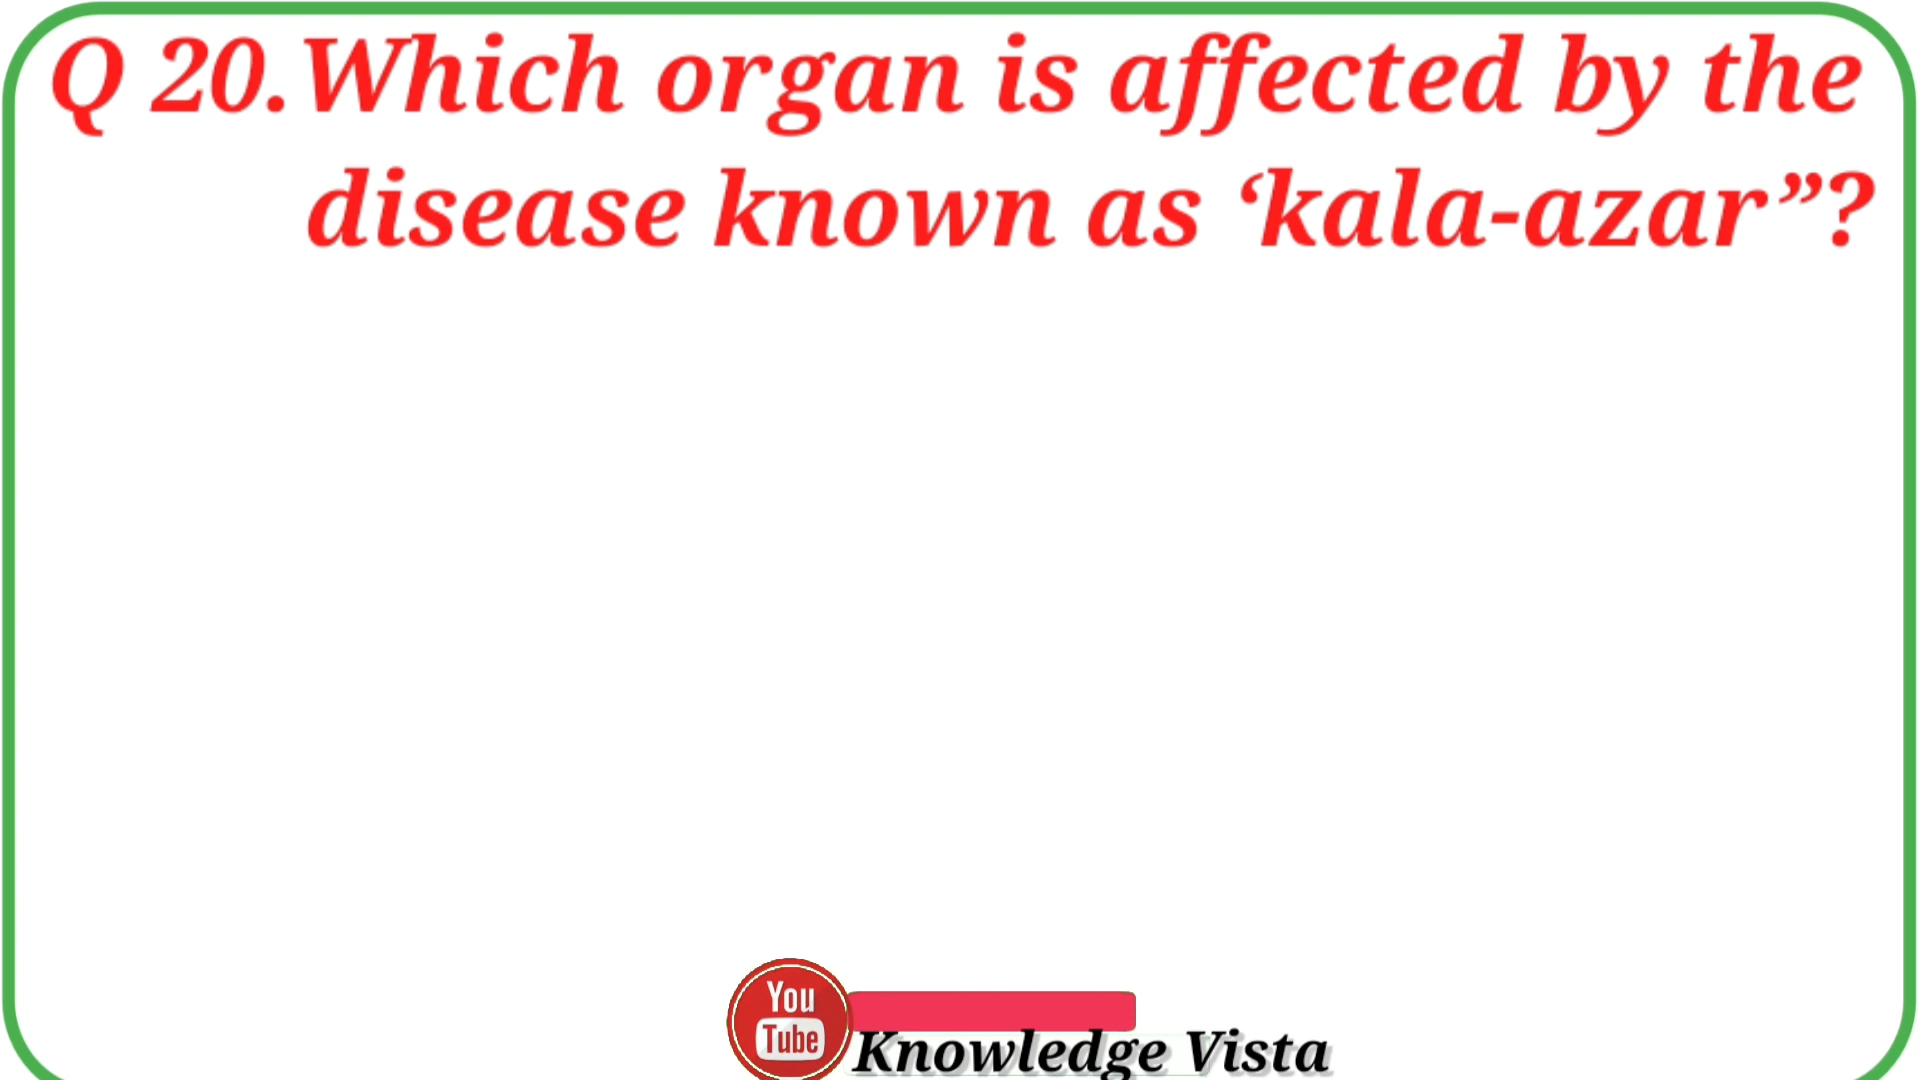 Q 20.Which organ is affected by the
disease known as ‘kala-azar”?
You
Tube
Knowledge Vista